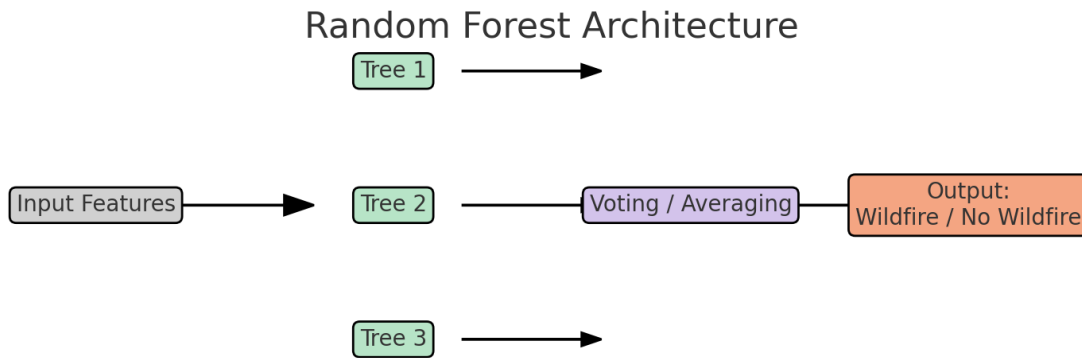 Random Forest Architecture
Tree 1
Input Features
Tree 2
Voting / Averaging
Output:
Wildfire / No Wildfire
Tree 3